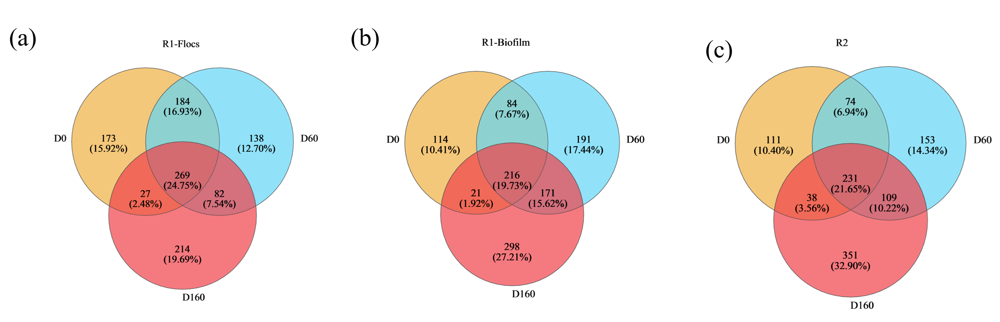 (a)
R1-Flocs
D0
D60
184
(16.93%)
173
(15.92%)
138
(12.70%)
269
(24.75%)
27
(2.48%)
82
(7.54%)
214
(19.69%)
D160
(b)
R1-Biofilm
D0
D60
84
(7.67%)
114
(10.41%)
191
(17.44%)
216
(19.73%)
21
(1.92%)
171
(15.62%)
298
(27.21%)
D160
(c)
R2
D0
D60
74
(6.94%)
111
(10.40%)
153
(14.34%)
231
(21.65%)
38
(3.56%)
109
(10.22%)
351
(32.90%)
D160